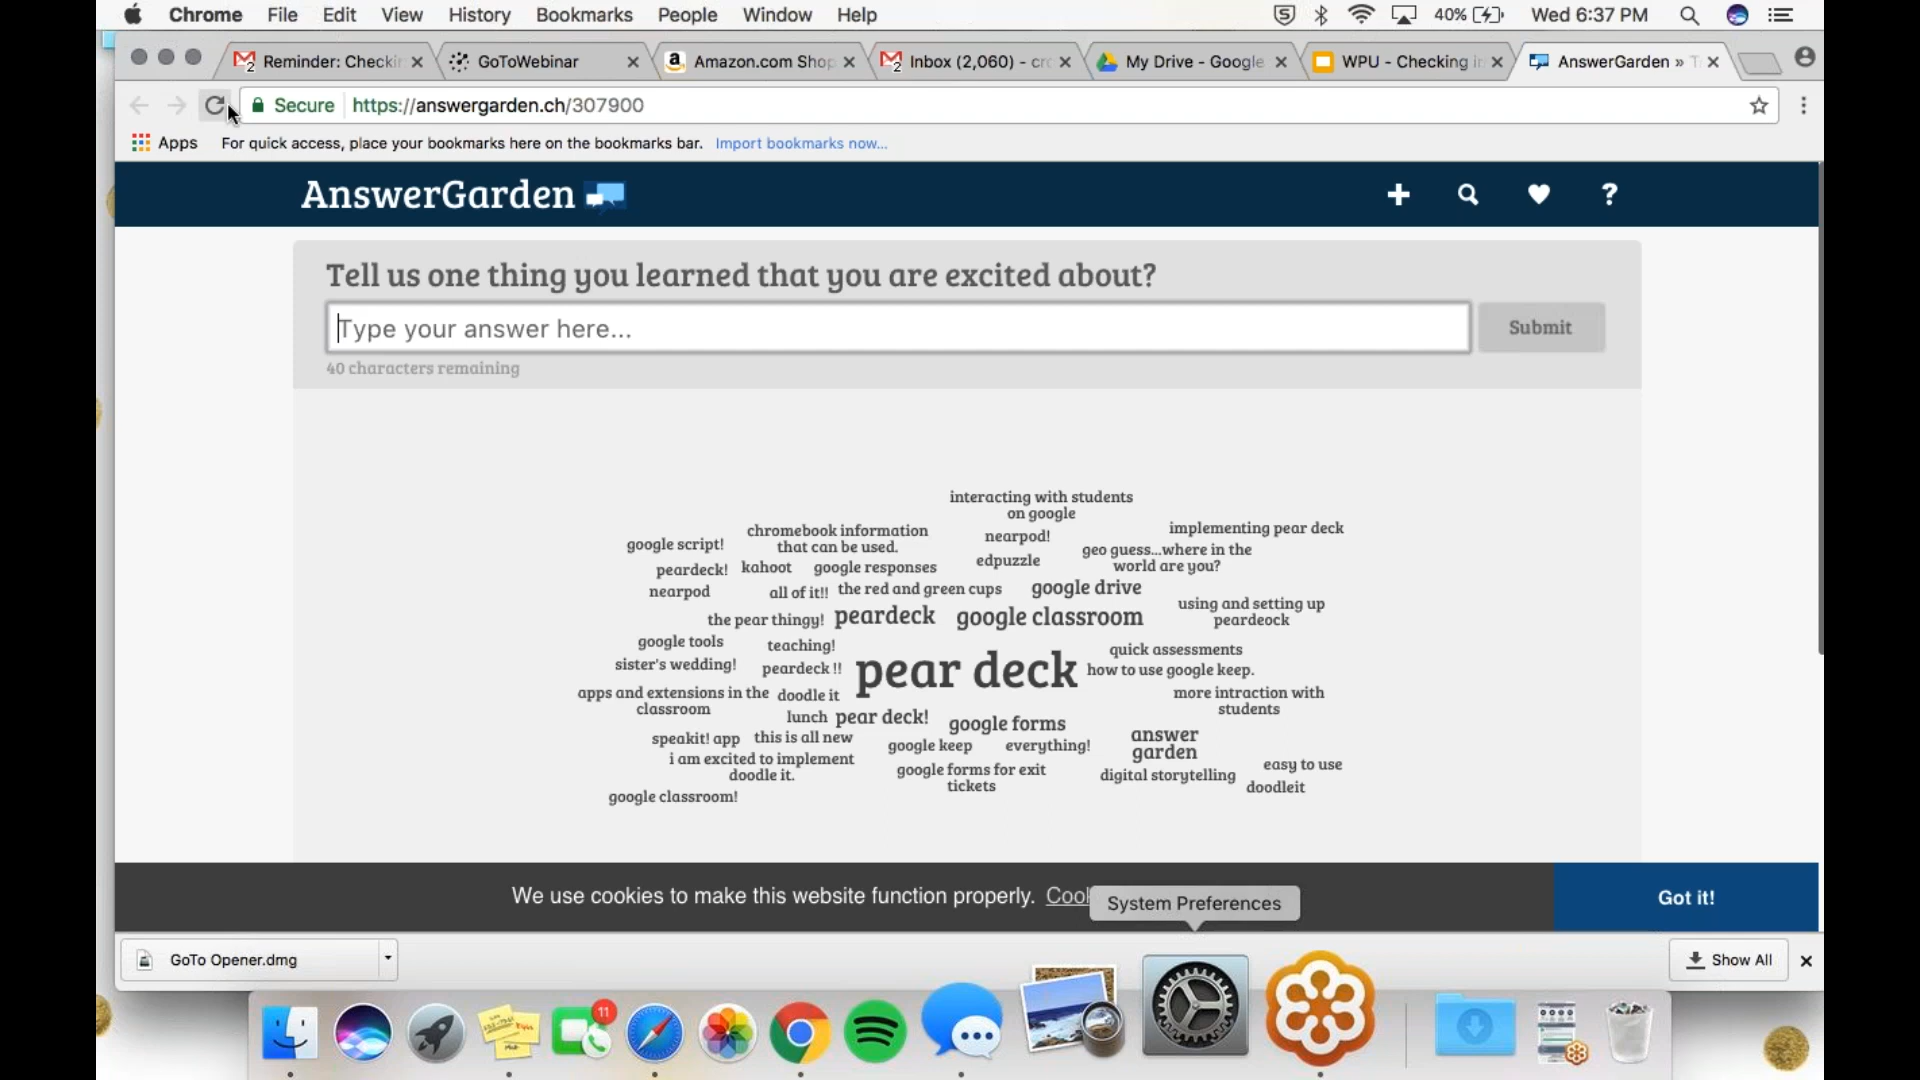 Chrome File Edit View History Bookmarks People Window Help 40% Wed 6:37 PM
Reminder: Checkin GoToWebinar Amazon.com Shop Inbox (2,060) - cr My Drive - Google WPU - Checking in AnswerGarden » T
Secure https://answergarden.ch/307900
Apps For quick access, place your bookmarks here on the bookmarks bar. Import bookmarks now...
AnswerGarden + ?
Tell us one thing you learned that you are excited about?
Type your answer here... Submit
40 characters remaining
interacting with students
on google
chromebook information
that can be used.
nearpod!
implementing pear deck
google script!
edpuzzle
geo guess...where in the
world are you?
peardeck! kahoot google responses
nearpod all of it!! the red and green cups google drive
using and setting up
peardeock
the pear thingy! peardeck google classroom
google tools teaching!
quick assessments
sister's wedding! peardeck !! pear deck how to use google keep.
apps and extensions in the
classroom
doodle it
more intraction with
students
lunch pear deck! google forms
speakit! app this is all new google keep everything!
answer
garden
i am excited to implement
doodle it.
google forms for exit
tickets
digital storytelling easy to use
doodleit
google classroom!
We use cookies to make this website function properly. Cool Got it!
System Preferences
GoTo Opener.dmg Show All
11